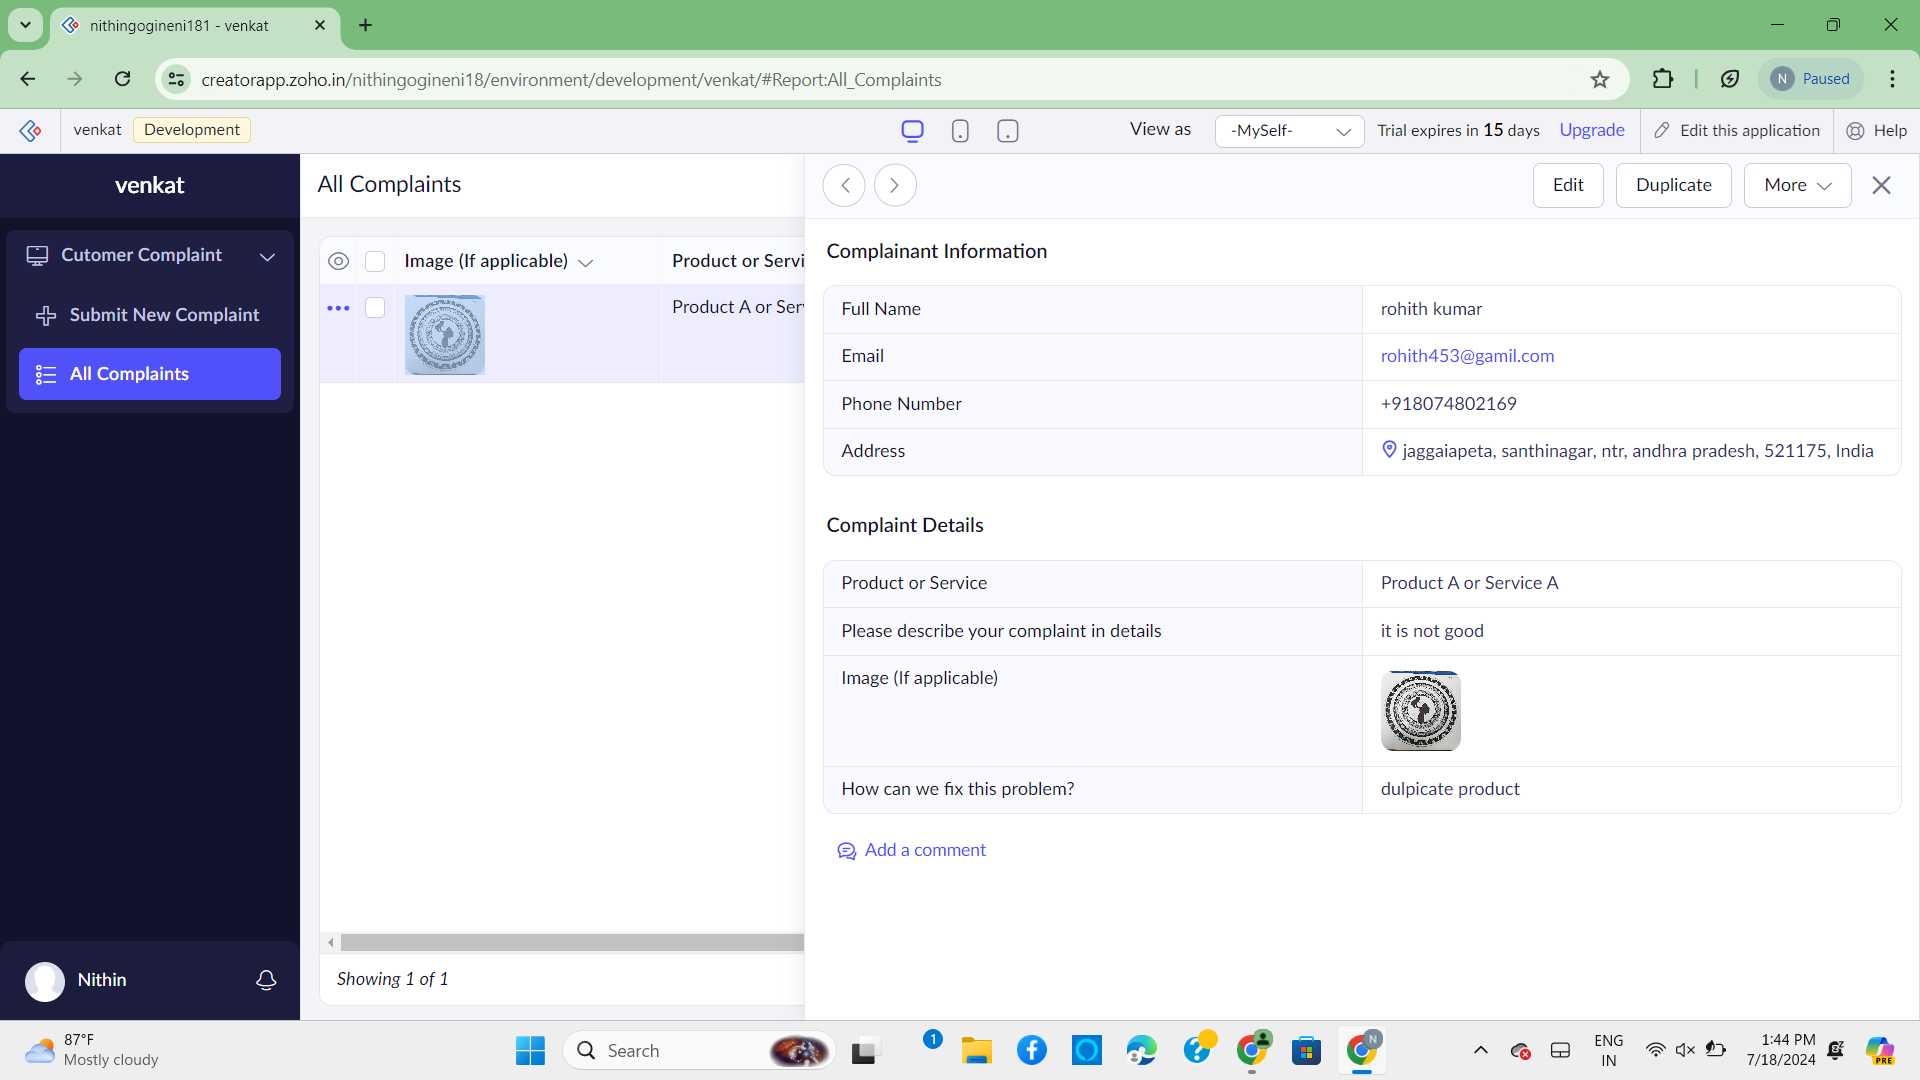 nithingogineni181 - venkat
creatorapp.zoho.in/nithingogineni18/environment/development/venkat/#Report:All_Complaints
N Paused
venkat Development
View as -MySelf- Trial expires in 15 days Upgrade Edit this application Help
venkat
Cutomer Complaint
Submit New Complaint
All Complaints
Nithin
All Complaints
Image (If applicable) Product or Servi
Product A or Ser
Showing 1 of 1
Edit Duplicate More
Complainant Information
Full Name rohith kumar
Email rohith453@gamil.com
Phone Number +918074802169
Address jaggaiapeta, santhinagar, ntr, andhra pradesh, 521175, India
Complaint Details
Product or Service Product A or Service A
Please describe your complaint in details it is not good
Image (If applicable)
How can we fix this problem? dulpicate product
Add a comment
87°F
Mostly cloudy
Search
1
N
ENG
IN
1:44 PM
7/18/2024
PRE